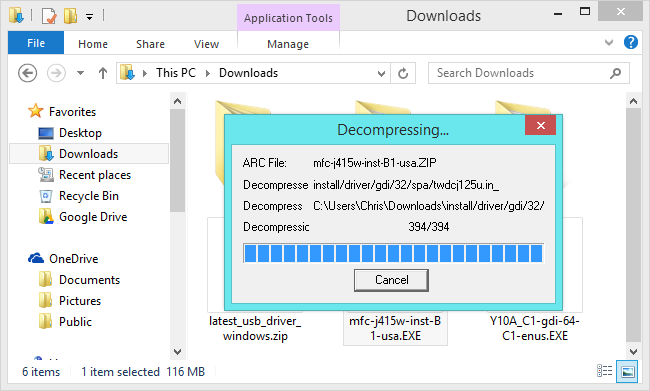 Application Tools
Downloads
File
Home
Share
View
Manage
This PC
Downloads
Search Downloads
Favorites
Desktop
Downloads
Recent places
Recycle Bin
Google Drive
OneDrive
Documents
Pictures
Public
Decompressing...
ARC File: mfc-j415w-inst-B1-usa.ZIP
Decompresse install/driver/gdi/32/spa/twdcj125u.in_
Decompress C:\Users\Chris\Downloads\install/driver/gdi/32/
Decompressic 394/394
Cancel
latest_usb_driver_
windows.zip
mfc-j415w-inst-B
1-usa.EXE
Y10A_C1-gdi-64-
C1-enus.EXE
6 items
1 item selected 116 MB